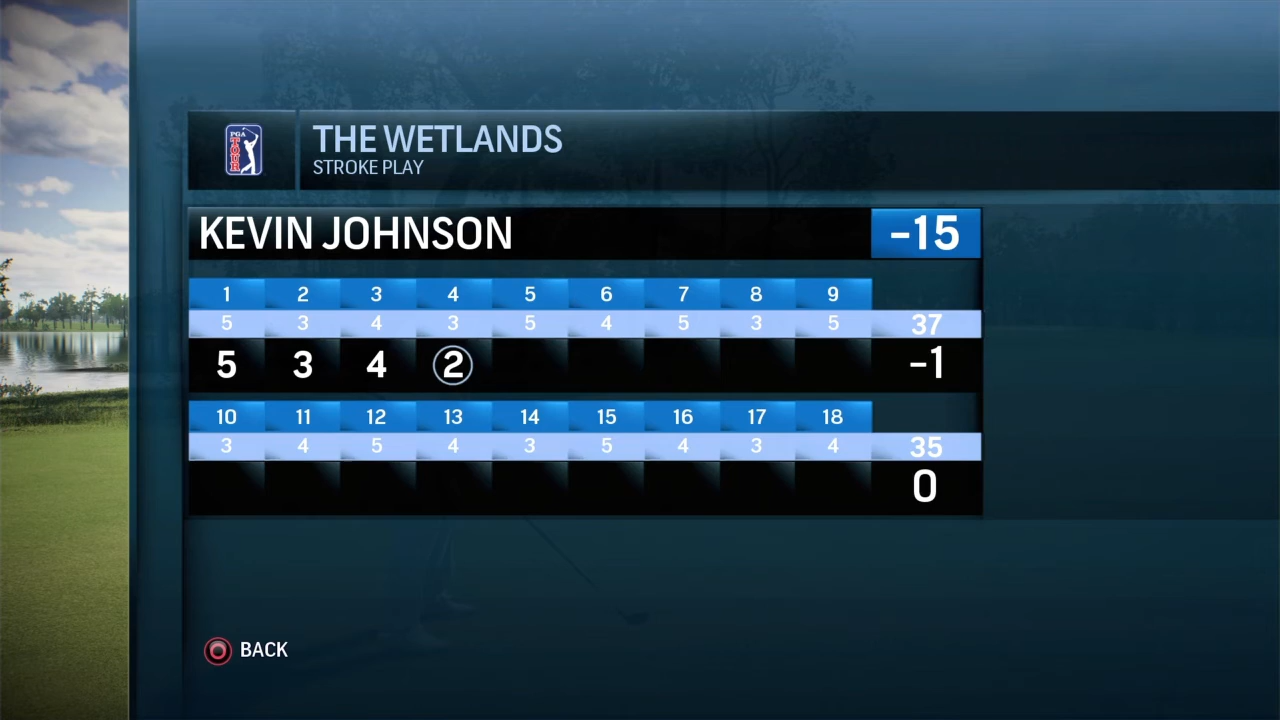 PGA TOUR
THE WETLANDS
STROKE PLAY
KEVIN JOHNSON -15
1 2 3 4 5 6 7 8 9
5 3 4 3 5 4 5 3 5 37
5 3 4 2 -1
10 11 12 13 14 15 16 17 18
3 4 5 4 3 5 4 3 4 35
0
BACK